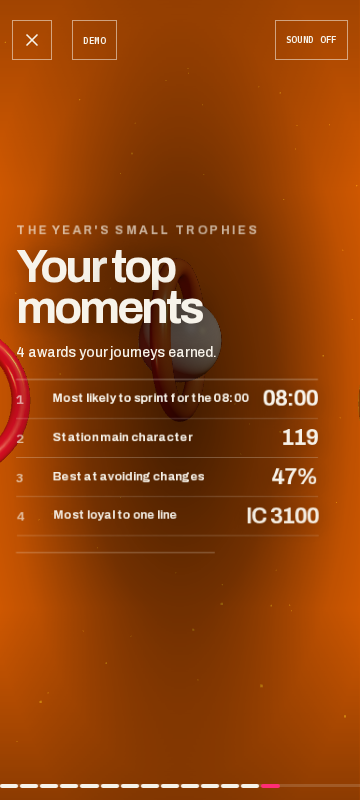 DEMO
SOUND OFF
THE YEAR'S SMALL TROPHIES
Your top
moments
4 awards your journeys earned.
1 Most likely to sprint for the 08:00 08:00
2 Station main character 119
3 Best at avoiding changes 47%
4 Most loyal to one line IC 3100